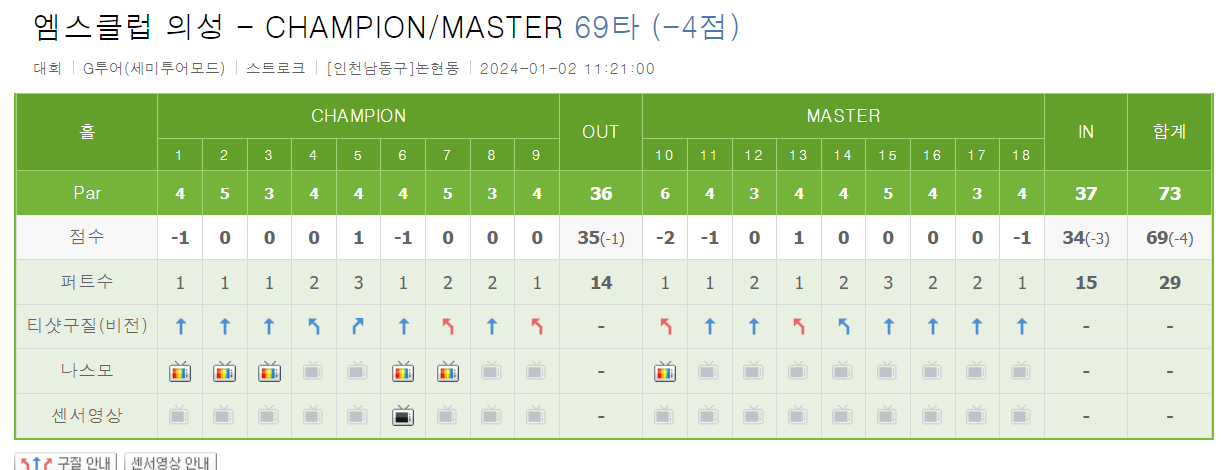 엠스클럽 의성 - CHAMPION/MASTER 69타 (-4점)
대회 G투어(세미투어모드) 스트로크 [인천남동구]논현동 2024-01-02 11:21:00
홀 CHAMPION OUT MASTER IN 합계
1 2 3 4 5 6 7 8 9 10 11 12 13 14 15 16 17 18
Par 4 5 3 4 4 4 5 3 4 36 6 4 3 4 4 5 4 3 4 37 73
점수 -1 0 0 0 1 -1 0 0 0 35(-1) -2 -1 0 1 0 0 0 0 -1 34(-3) 69(-4)
퍼트수 1 1 1 2 3 1 2 2 1 14 1 1 2 1 2 3 2 2 1 15 29
티샷구질(비전) - - -
나스모 - - -
센서영상 - - -
구질 안내 센서영상 안내